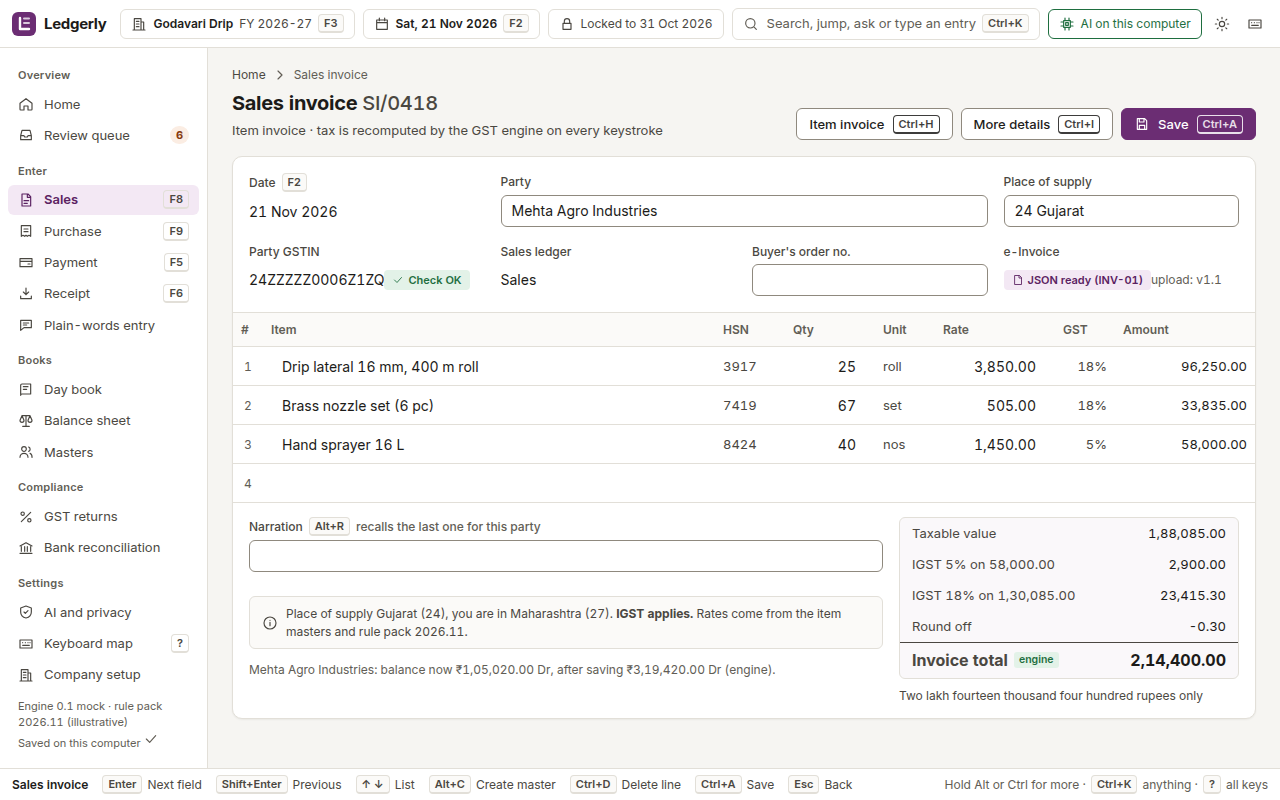 Ledgerly
Godavari Drip FY 2026-27 F3
Sat, 21 Nov 2026 F2
Locked to 31 Oct 2026
Search, jump, ask or type an entry Ctrl+K
AI on this computer
Overview
Home
Review queue 6
Enter
Sales F8
Purchase F9
Payment F5
Receipt F6
Plain-words entry
Books
Day book
Balance sheet
Masters
Compliance
GST returns
Bank reconciliation
Settings
AI and privacy
Keyboard map ?
Company setup
Engine 0.1 mock · rule pack
2026.11 (illustrative)
Saved on this computer
Home Sales invoice
Sales invoice SI/0418
Item invoice · tax is recomputed by the GST engine on every keystroke
Item invoice Ctrl+H
More details Ctrl+I
Save Ctrl+A
Date F2 Party Place of supply
21 Nov 2026 Mehta Agro Industries 24 Gujarat
Party GSTIN Sales ledger Buyer's order no. e-Invoice
24ZZZZZ0006Z1ZQ Check OK Sales JSON ready (INV-01) upload: v1.1
# Item HSN Qty Unit Rate GST Amount
1 Drip lateral 16 mm, 400 m roll 3917 25 roll 3,850.00 18% 96,250.00
2 Brass nozzle set (6 pc) 7419 67 set 505.00 18% 33,835.00
3 Hand sprayer 16 L 8424 40 nos 1,450.00 5% 58,000.00
4
Narration Alt+R recalls the last one for this party
Place of supply Gujarat (24), you are in Maharashtra (27). IGST applies. Rates come from the item
masters and rule pack 2026.11.
Mehta Agro Industries: balance now ₹1,05,020.00 Dr, after saving ₹3,19,420.00 Dr (engine).
Taxable value 1,88,085.00
IGST 5% on 58,000.00 2,900.00
IGST 18% on 1,30,085.00 23,415.30
Round off -0.30
Invoice total engine 2,14,400.00
Two lakh fourteen thousand four hundred rupees only
Sales invoice Enter Next field Shift+Enter Previous ↑↓ List Alt+C Create master Ctrl+D Delete line Ctrl+A Save Esc Back Hold Alt or Ctrl for more · Ctrl+K anything · ? all keys